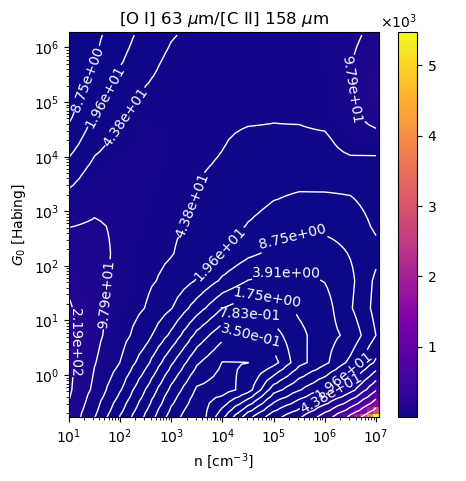 [O I] 63 μm/[C II] 158 μm
×10³
10⁶
10⁵
10⁴
10³
10²
10¹
10⁰
G₀ [Habing]
8.75e+00
1.96e+01
4.38e+01
9.79e+01
4.38e+01
1.96e+01
8.75e+00
3.91e+00
1.75e+00
7.83e-01
3.50e-01
9.79e+01
2.19e+02
1.96e+01
4.38e+01
5
4
3
2
1
10¹ 10² 10³ 10⁴ 10⁵ 10⁶ 10⁷
n [cm⁻³]